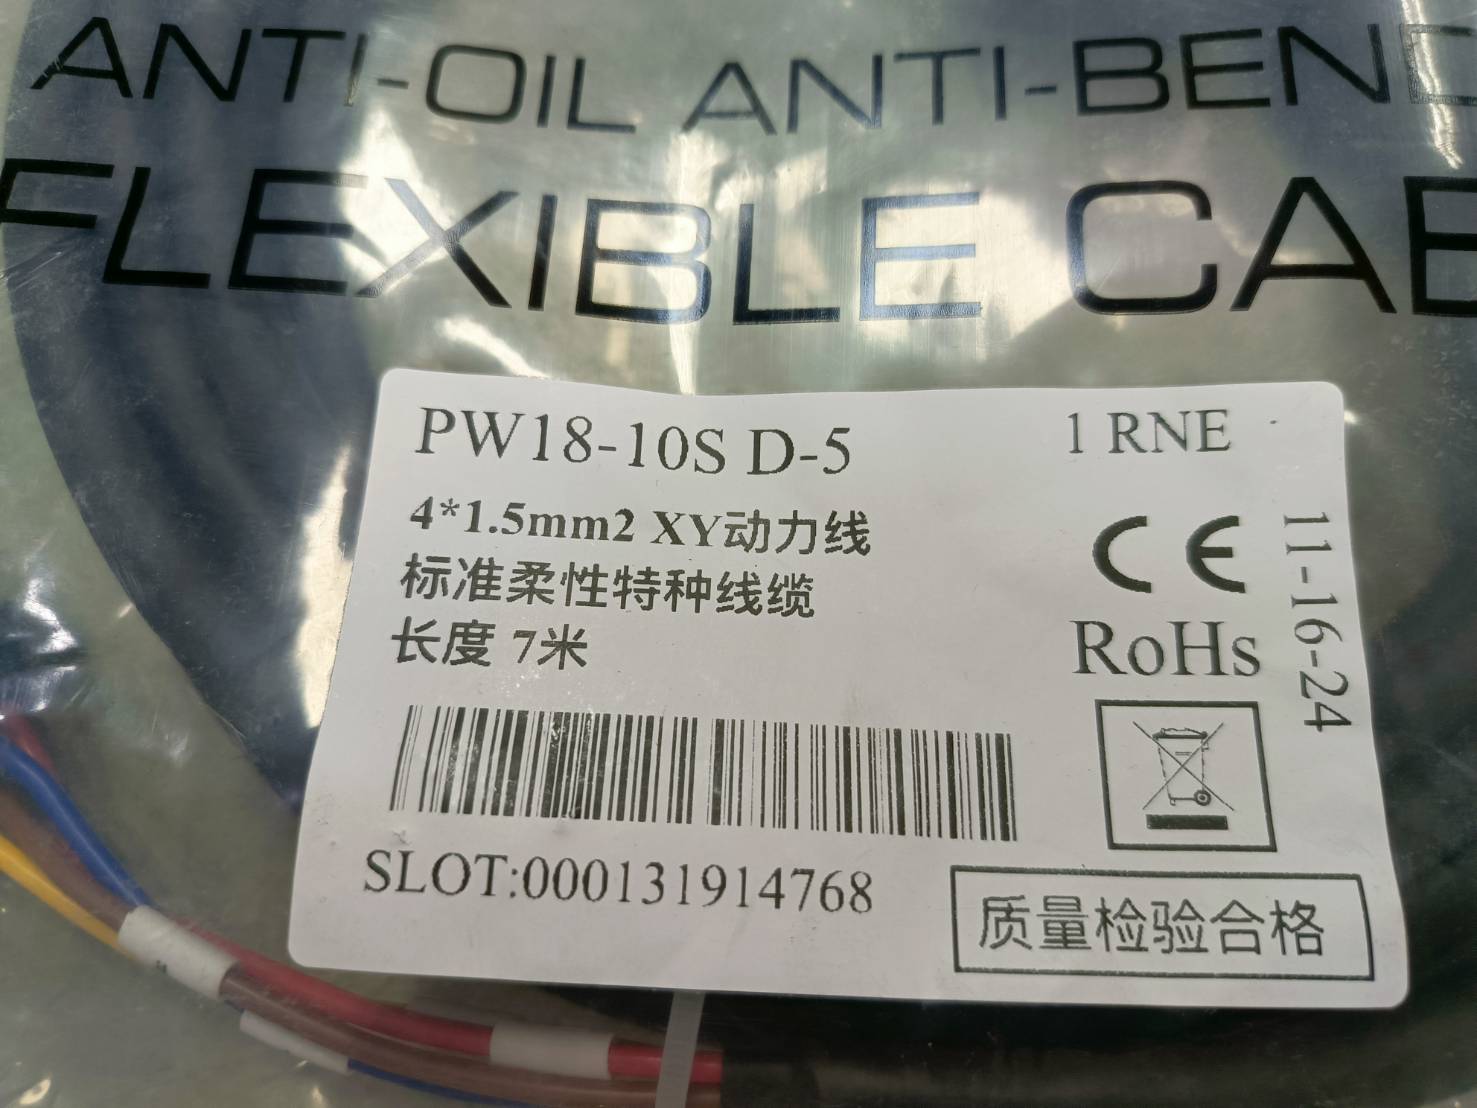 ANTI-OIL ANTI-BEND
FLEXIBLE CAB
PW18-10S D-5
1 RNE
4*1.5mm2 XY动力线
标准柔性特种线缆
长度 7米
CE
RoHs
11-16-24
SLOT:000131914768
质量检验合格